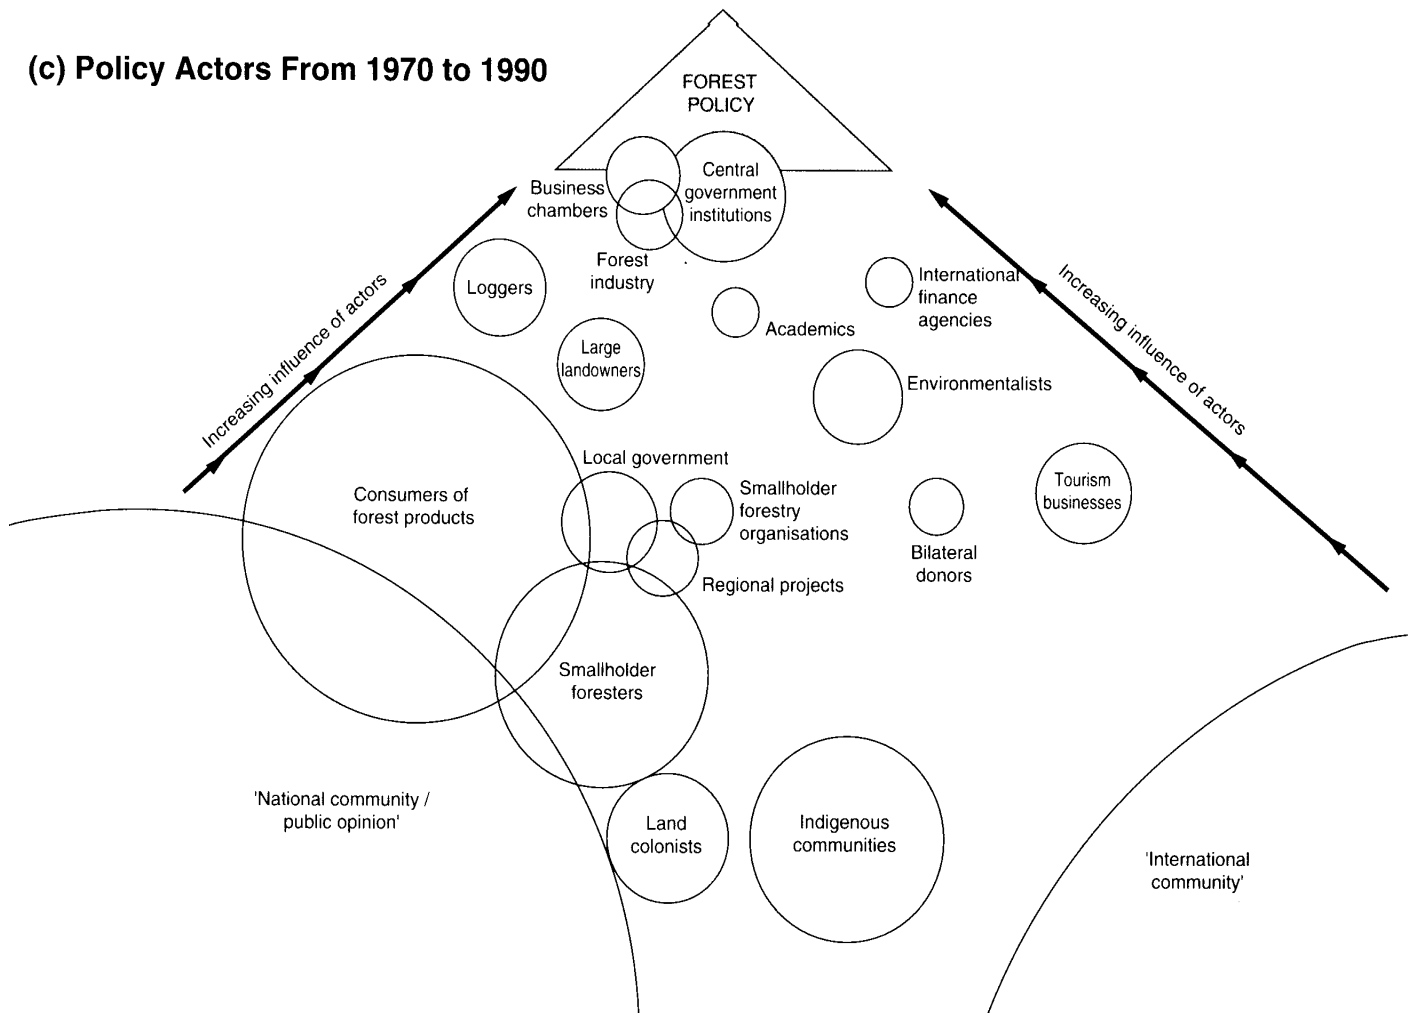 (c) Policy Actors From 1970 to 1990
FOREST
POLICY
Central
government
institutions
Business
chambers
Forest
industry
Loggers
International
finance
agencies
Academics
Large
landowners
Environmentalists
Increasing influence of actors
Increasing influence of actors
Local government
Consumers of
forest products
Smallholder
forestry
organisations
Tourism
businesses
Bilateral
donors
Regional projects
Smallholder
foresters
'National community /
public opinion'
Land
colonists
Indigenous
communities
'International
community'